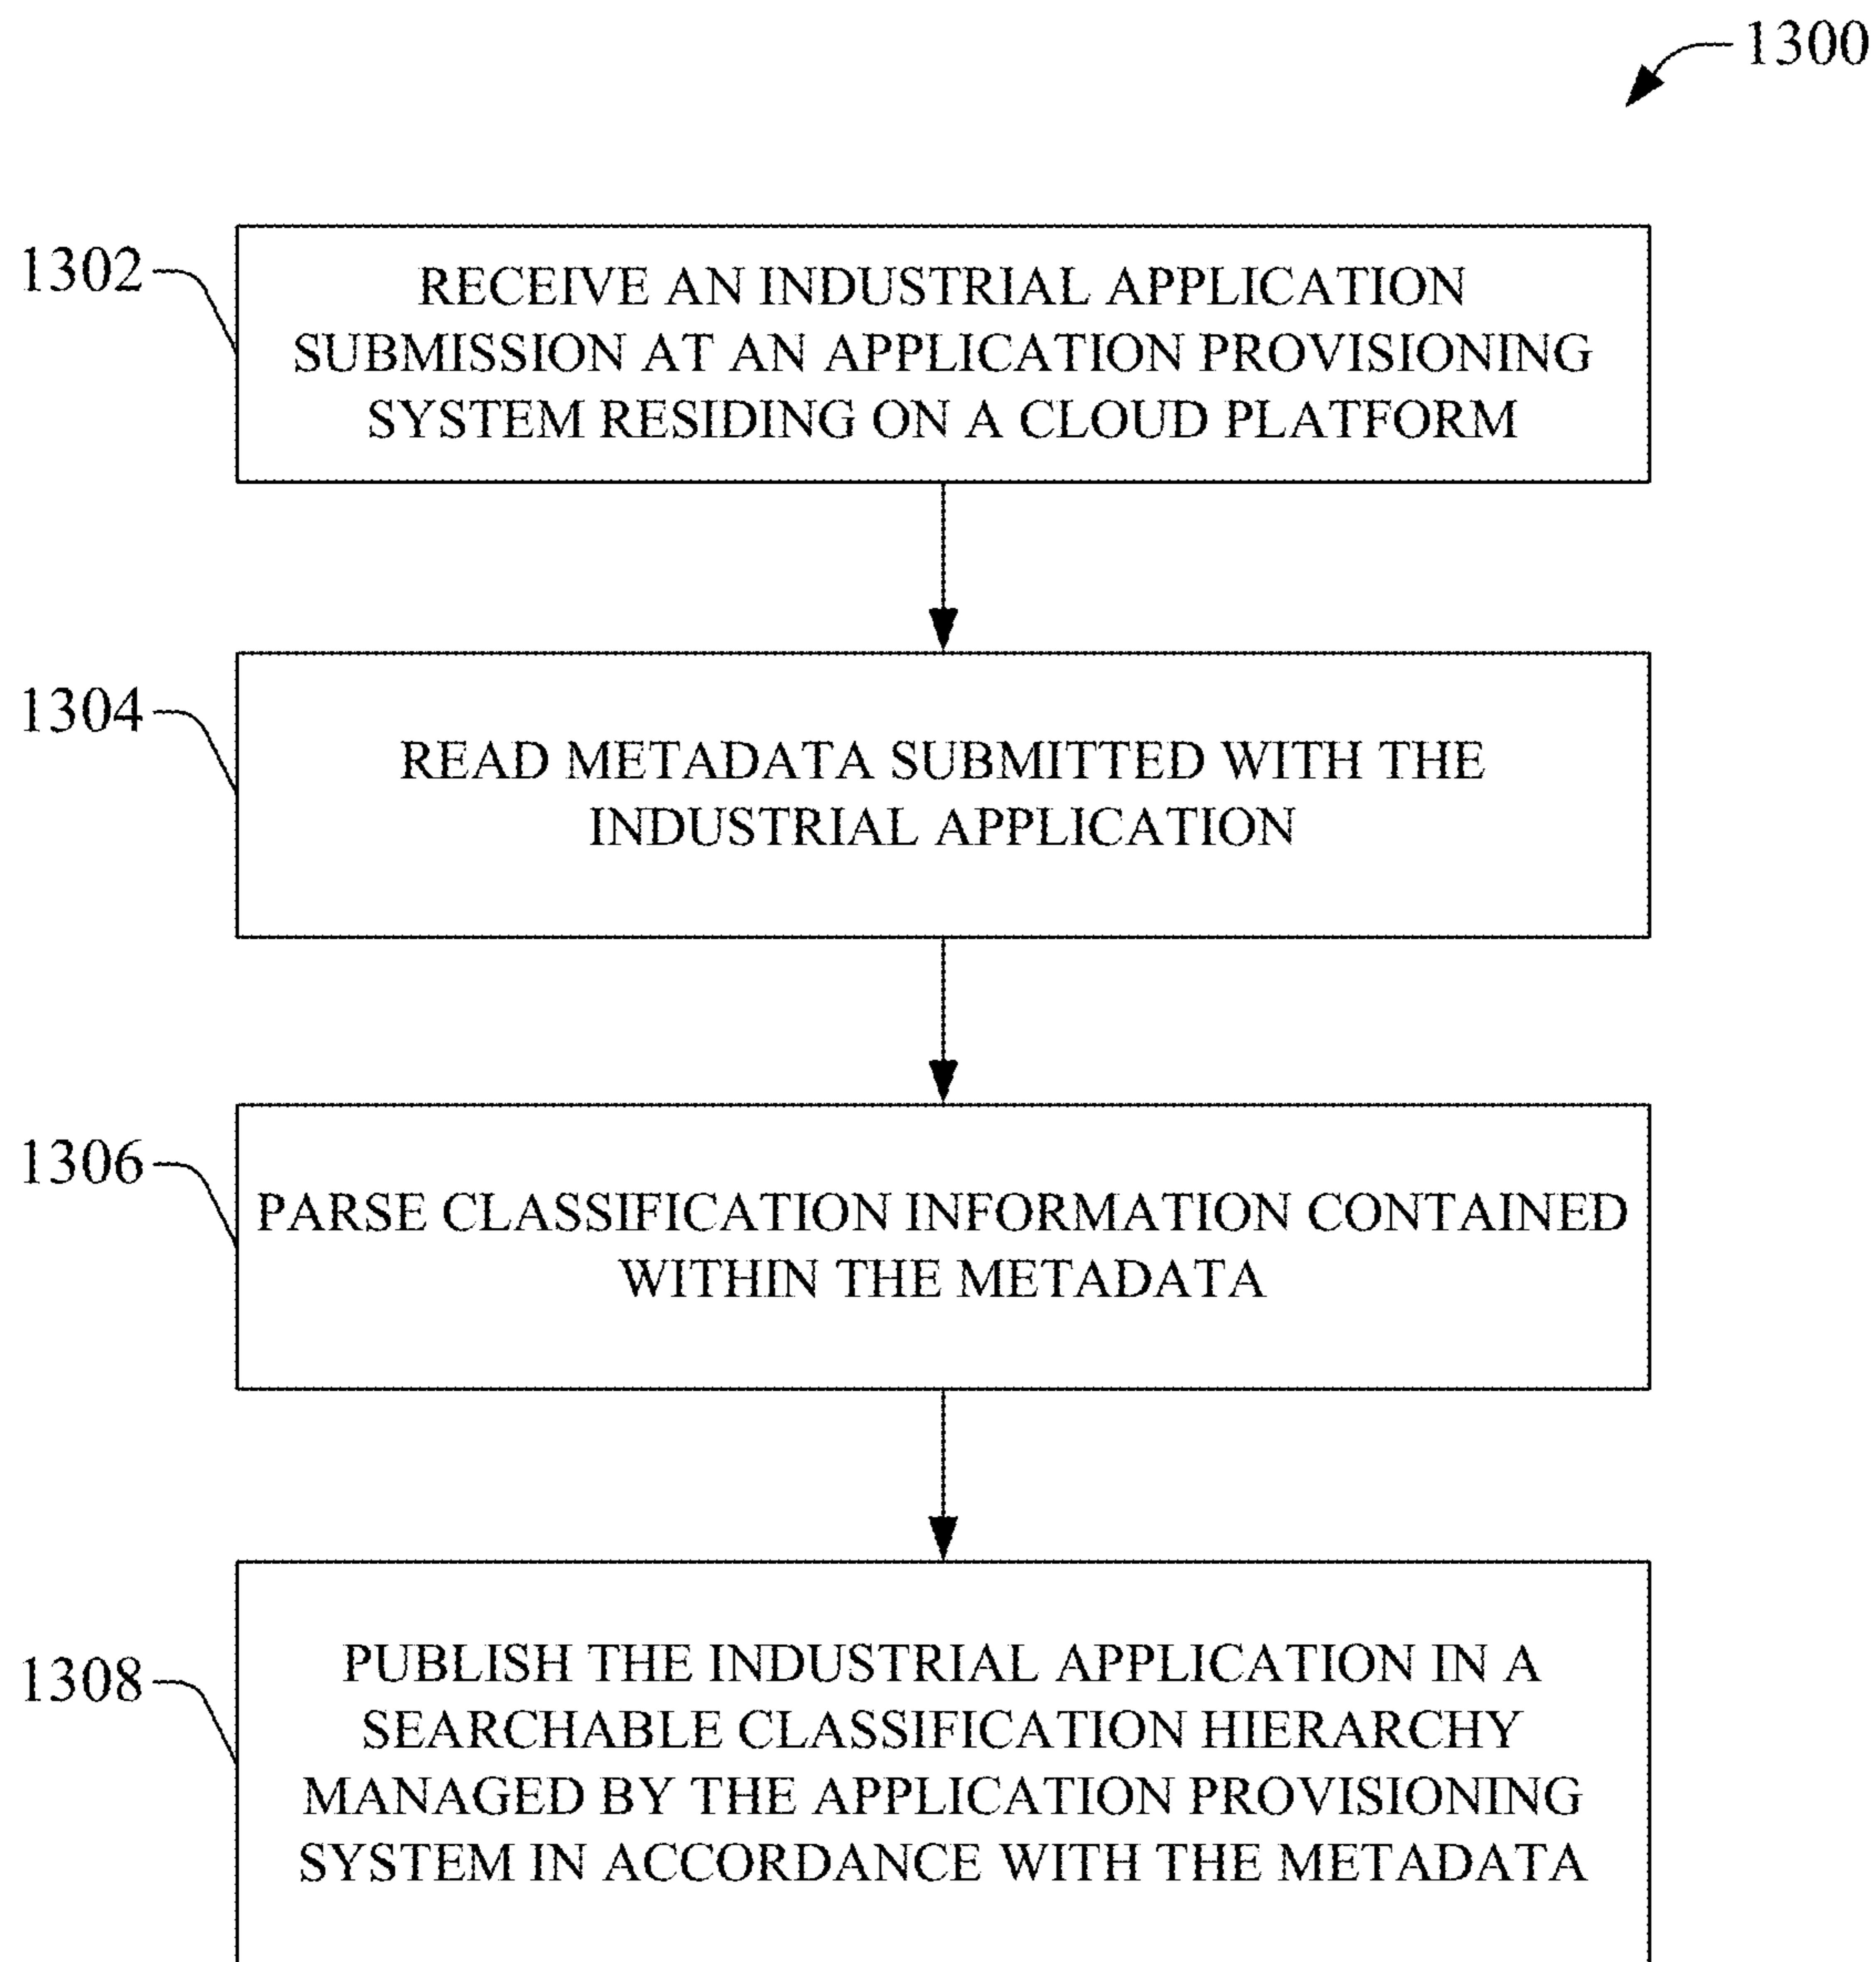 1300
1302
RECEIVE AN INDUSTRIAL APPLICATION
SUBMISSION AT AN APPLICATION PROVISIONING
SYSTEM RESIDING ON A CLOUD PLATFORM
1304
READ METADATA SUBMITTED WITH THE
INDUSTRIAL APPLICATION
1306
PARSE CLASSIFICATION INFORMATION CONTAINED
WITHIN THE METADATA
1308
PUBLISH THE INDUSTRIAL APPLICATION IN A
SEARCHABLE CLASSIFICATION HIERARCHY
MANAGED BY THE APPLICATION PROVISIONING
SYSTEM IN ACCORDANCE WITH THE METADATA